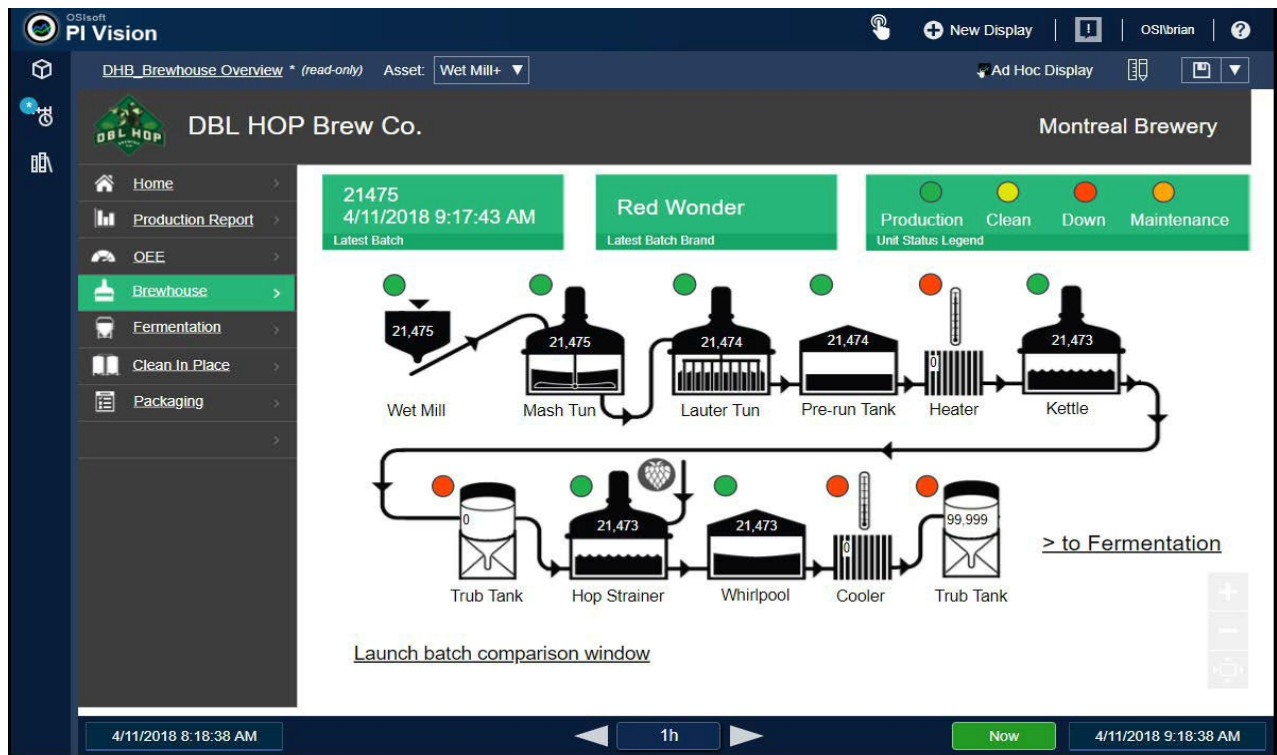 OSIsoft
PI Vision
New Display
OSI\brian
DHB_Brewhouse Overview * (read-only) Asset: Wet Mill+
Ad Hoc Display
DBL HOP
DBL HOP Brew Co.
Montreal Brewery
Home
Production Report
OEE
Brewhouse
Fermentation
Clean In Place
Packaging
21475
4/11/2018 9:17:43 AM
Latest Batch
Red Wonder
Latest Batch Brand
Production Clean Down Maintenance
Unit Status Legend
21,475
21,475
21,474
21,474
0
21,473
Wet Mill Mash Tun Lauter Tun Pre-run Tank Heater Kettle
0
21,473
21,473
0
99,999
Trub Tank Hop Strainer Whirlpool Cooler Trub Tank
> to Fermentation
Launch batch comparison window
4/11/2018 8:18:38 AM
1h
Now
4/11/2018 9:18:38 AM